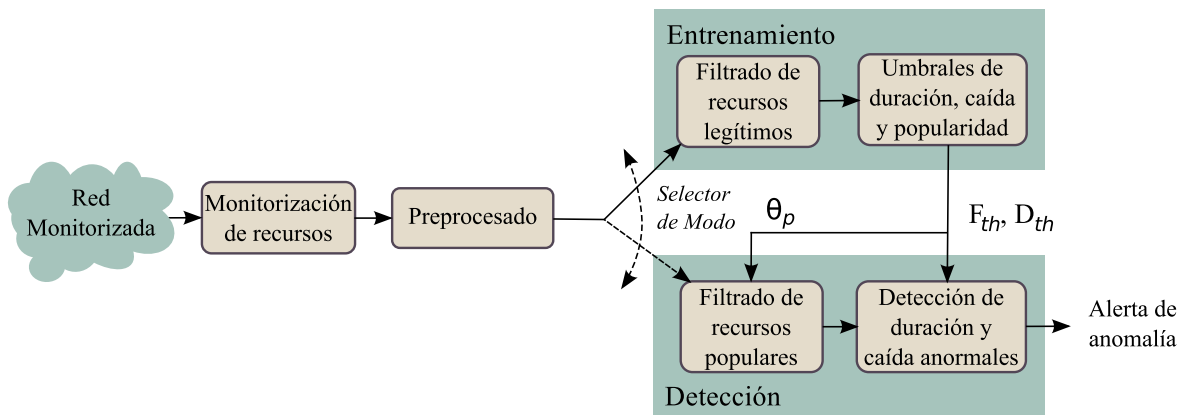 Entrenamiento
Filtrado de
recursos
legítimos
Umbrales de
duración, caída
y popularidad
Red
Monitorizada
Monitorización
de recursos
Preprocesado
Selector
de Modo
θp
Fth, Dth
Filtrado de
recursos
populares
Detección de
duración y
caída anormales
Alerta de
anomalía
Detección